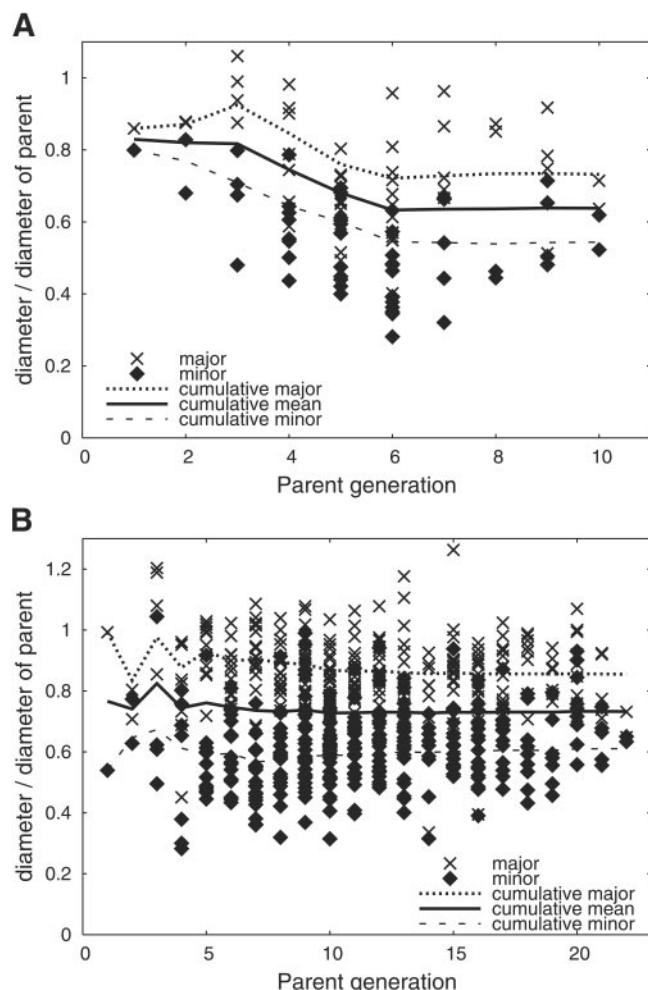 A
diameter / diameter of parent
1
0.8
0.6
0.4
0.2
0
major
minor
cumulative major
cumulative mean
cumulative minor
0 2 4 6 8 10
Parent generation
B
diameter / diameter of parent
1.2
1
0.8
0.6
0.4
0.2
0
major
minor
cumulative major
cumulative mean
cumulative minor
0 5 10 15 20
Parent generation